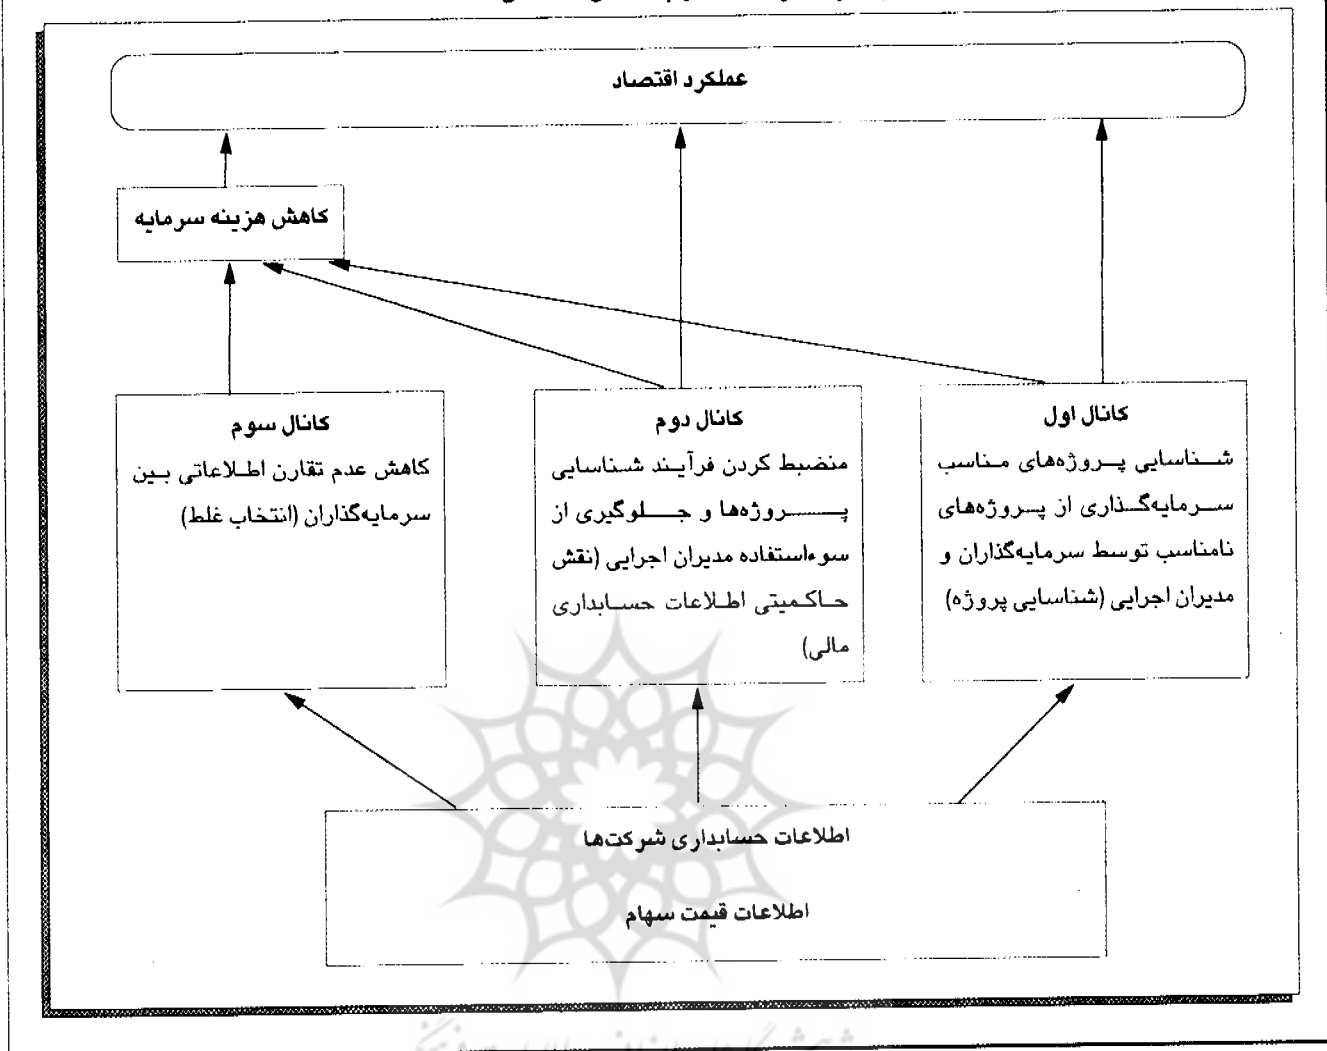 عملکرد اقتصاد
کاهش هزینه سرمایه
کانال اول
شناسایی پروژه‌های مناسب
سرمایه‌گذاری از پروژه‌های
نامناسب توسط سرمایه‌گذاران و
مدیران اجرایی (شناسایی پروژه)
کانال دوم
منضبط کردن فرآیند شناسایی
پروژه‌ها و جلوگیری از
سوءاستفاده مدیران اجرایی (نقش
حاکمیتی اطلاعات حسابداری
مالی)
کانال سوم
کاهش عدم تقارن اطلاعاتی بین
سرمایه‌گذاران (انتخاب غلط)
اطلاعات حسابداری شرکت‌ها
اطلاعات قیمت سهام